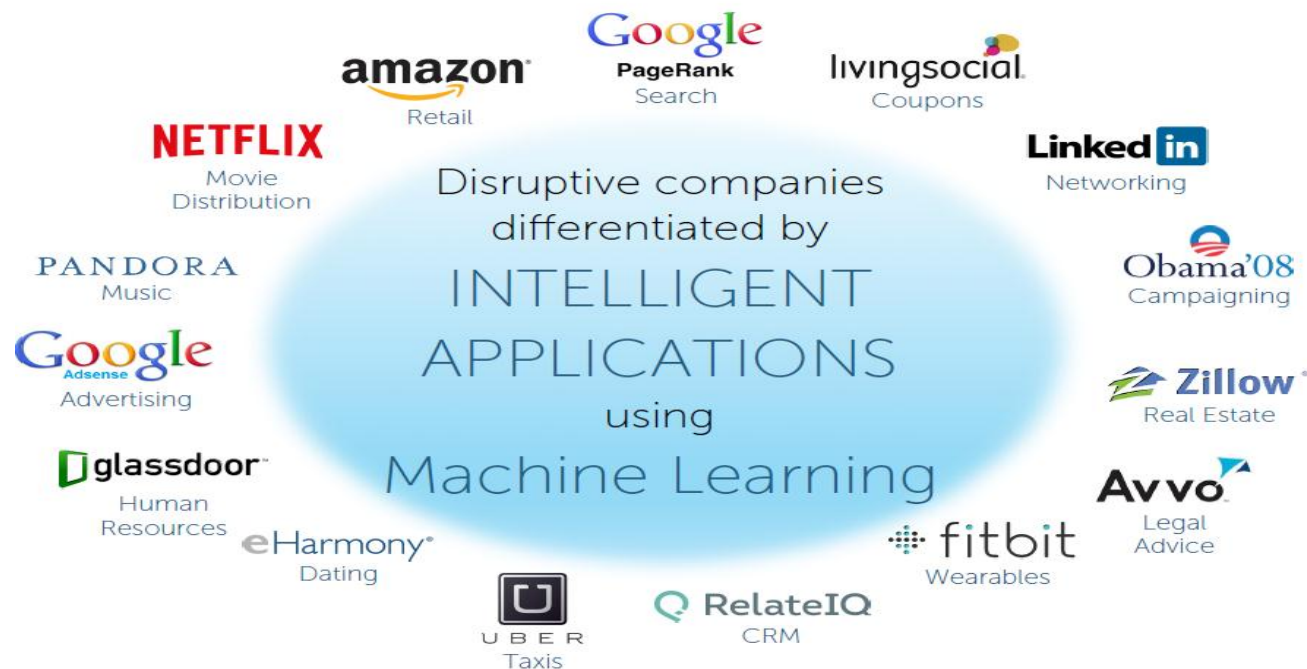 Google
PageRank
Search
livingsocial.
Coupons
amazon
Retail
Linked in
Networking
NETFLIX
Movie
Distribution
Disruptive companies
differentiated by
INTELLIGENT
APPLICATIONS
using
Machine Learning
Obama'08
Campaigning
PANDORA
Music
Google
Adsense
Advertising
Zillow
Real Estate
glassdoor
Human
Resources
Avvo
Legal
Advice
eHarmony
Dating
fitbit
Wearables
UBER
Taxis
RelateIQ
CRM